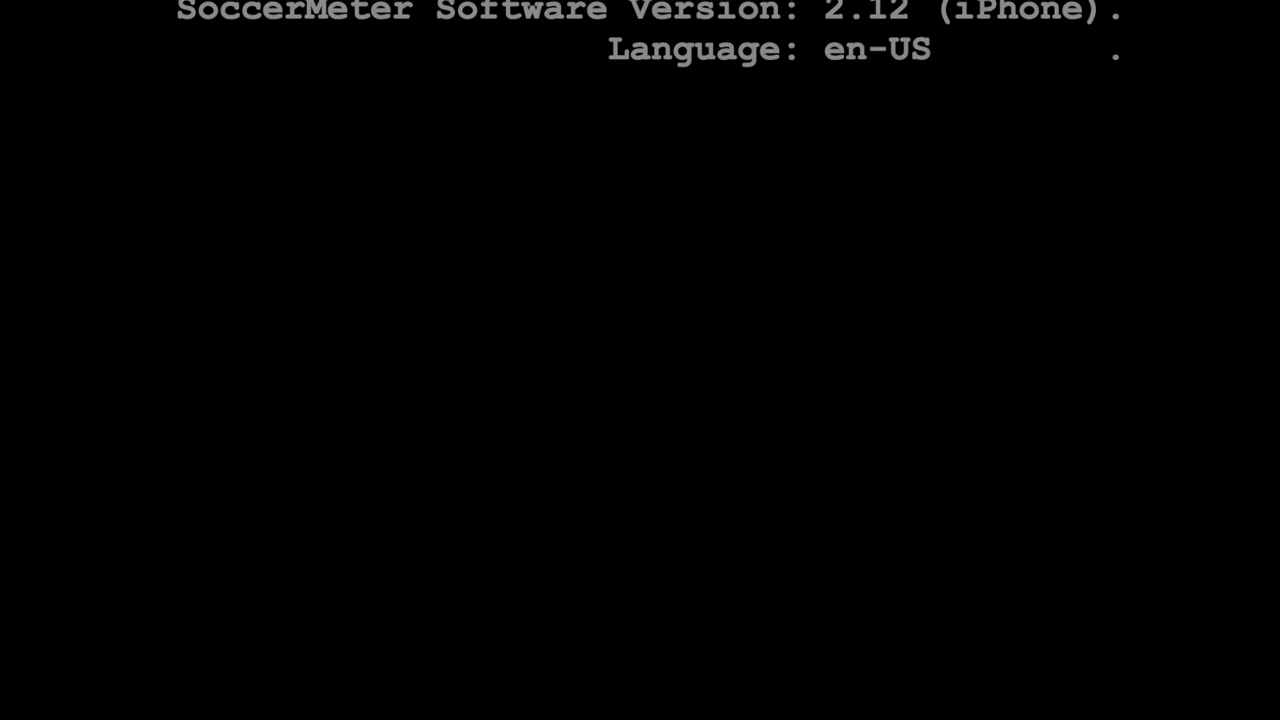 SoccerMeter Software Version: 2.12 (iPhone).
Language: en-US .